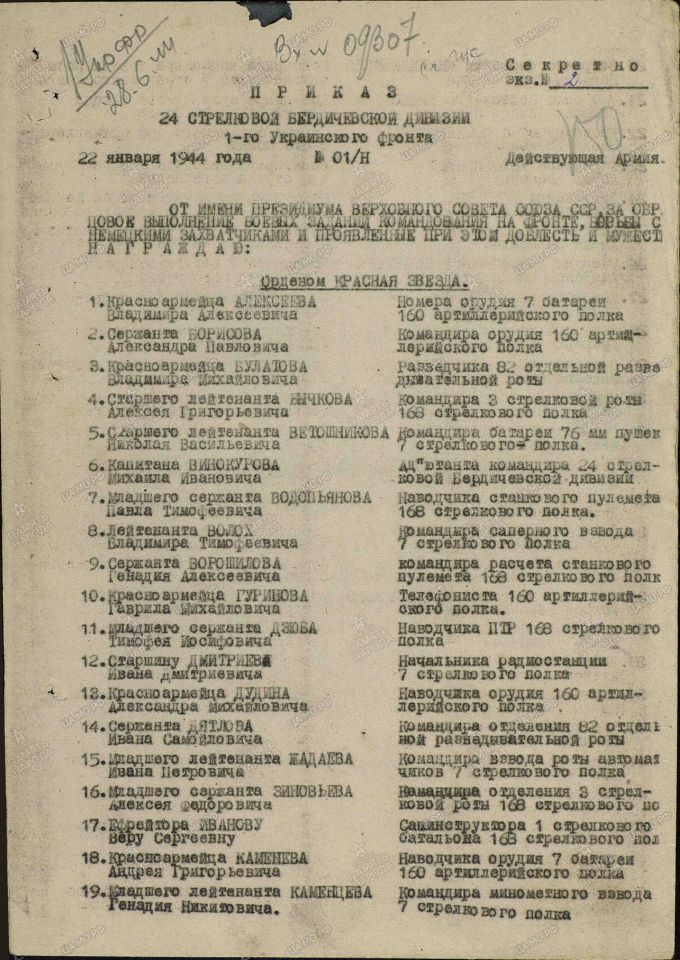 1/Укрфр
28.6.44
Вх N 09307
Секретно
экз.№ 2
ПРИКАЗ
24 СТРЕЛКОВОЙ БЕРДИЧЕВСКОЙ ДИВИЗИИ
1-го Украинского фронта
22 января 1944 года № 01/Н Действующая Армия.
ОТ ИМЕНИ ПРЕЗИДИУМА ВЕРХОВНОГО СОВЕТА СОЮЗА ССР, ЗА ОБР
ЦОВОЕ ВЫПОЛНЕНИЕ БОЕВЫХ ЗАДАНИЙ КОМАНДОВАНИЯ НА ФРОНТЕ, БОРЬБЫ С
НЕМЕЦКИМИ ЗАХВАТЧИКАМИ И ПРОЯВЛЕННЫЕ ПРИ ЭТОМ ДОБЛЕСТЬ И МУЖЕСТ
НАГРАЖДАЮ:
Орденом КРАСНАЯ ЗВЕЗДА.
1. Красноармейца АЛЕКСЕЕВА Номера орудия 7 батареи
Владимира Алексеевича 160 артиллерийского полка
2. Сержанта БОРИСОВА Командира орудия 160 артил-
Александра Павловича лерийского полка
3. Красноармейца БУЛАТОВА Разведчика 82 отдельной разве
Владимира Михайловича дывательной роты
4. Старшего лейтенанта БЫЧКОВА Командира 3 стрелковой роты
Алексея Григорьевича 168 стрелкового полка
5. Старшего лейтенанта ВЕТОШНИКОВА Командира батареи 76 мм пушек
Николая Васильевича 7 стрелкового полка.
6. Капитана ВИНОКУРОВА Ад"ютанта командира 24 стрел-
Михаила Ивановича ковой Бердичевской дивизии
7. Младшего сержанта ВОДОПЬЯНОВА Наводчика станкового пулемета
Павла Тимофеевича 168 стрелкового полка.
8. Лейтенанта ВОЛОХ Командира саперного взвода
Владимира Тимофеевича 7 стрелкового полка
9. Сержанта ВОРОШИЛОВА командира расчета станкового
Генадия Алексеевича пулемета 168 стрелкового полк
10. Красноармейца ГУРИНОВА Телефониста 160 артиллерий-
Гаврила Михайловича ского полка.
11. Младшего сержанта ДЗЮБА Наводчика ПТР 168 стрелкового
Тимофея Иосифовича полка
12. Старшину ДМИТРИЕВА Начальника радиостанции
Ивана Дмитриевича 7 стрелкового полка
13. Красноармейца ДУДИНА Наводчика орудия 160 артил-
Александра Михайловича лерийского полка
14. Сержанта ДЯТЛОВА Командира отделения 82 отдель
Ивана Самойловича ной разведывательной роты
15. Младшего лейтенанта ЖАДАЕВА Командира взвода роты автомат
Ивана Петровича чиков 7 стрелкового полка
16. Младшего сержанта ЗИНОВЬЕВА Командира отделения 3 стрел-
Алексея Федоровича ковой роты 168 стрелкового по
17. Ефрейтора ИВАНОВУ Санинструктора 1 стрелкового
Веру Сергеевну батальона 168 стрелкового пол
18. Красноармейца КАМЕНЕВА Наводчика орудия 7 батареи
Андрея Григорьевича 160 артиллерийского полка
19. Младшего лейтенанта КАМЕНЦЕВА Командира минометного взвода
Генадия Никитовича. 7 стрелкового полка